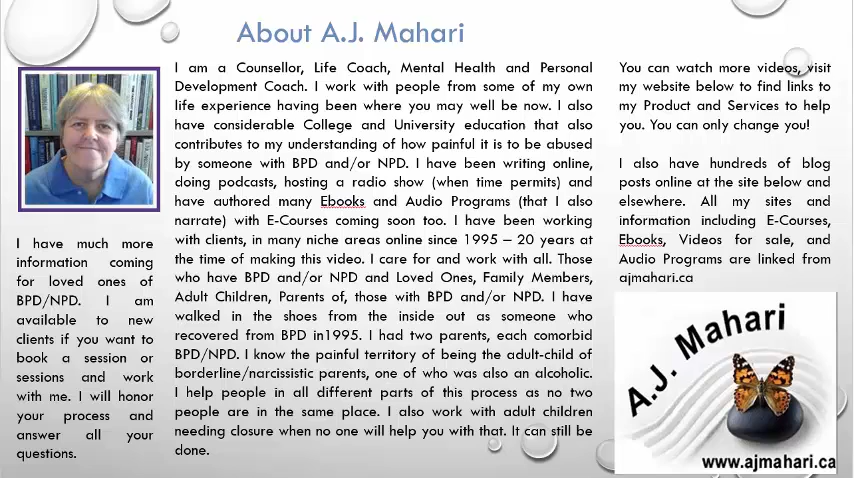 About A.J. Mahari
I have much more
information coming
for loved ones of
BPD/NPD. I am
available to new
clients if you want to
book a session or
sessions and work
with me. I will honor
your process and
answer all your
questions.
I am a Counsellor, Life Coach, Mental Health and Personal
Development Coach. I work with people from some of my own
life experience having been where you may well be now. I also
have considerable College and University education that also
contributes to my understanding of how painful it is to be abused
by someone with BPD and/or NPD. I have been writing online,
doing podcasts, hosting a radio show (when time permits) and
have authored many Ebooks and Audio Programs (that I also
narrate) with E-Courses coming soon too. I have been working
with clients, in many niche areas online since 1995 – 20 years at
the time of making this video. I care for and work with all. Those
who have BPD and/or NPD and Loved Ones, Family Members,
Adult Children, Parents of, those with BPD and/or NPD. I have
walked in the shoes from the inside out as someone who
recovered from BPD in1995. I had two parents, each comorbid
BPD/NPD. I know the painful territory of being the adult-child of
borderline/narcissistic parents, one of who was also an alcoholic.
I help people in all different parts of this process as no two
people are in the same place. I also work with adult children
needing closure when no one will help you with that. It can still be
done.
You can watch more videos, visit
my website below to find links to
my Product and Services to help
you. You can only change you!
I also have hundreds of blog
posts online at the site below and
elsewhere. All my sites and
information including E-Courses,
Ebooks, Videos for sale, and
Audio Programs are linked from
ajmahari.ca
A.J. Mahari
www.ajmahari.ca